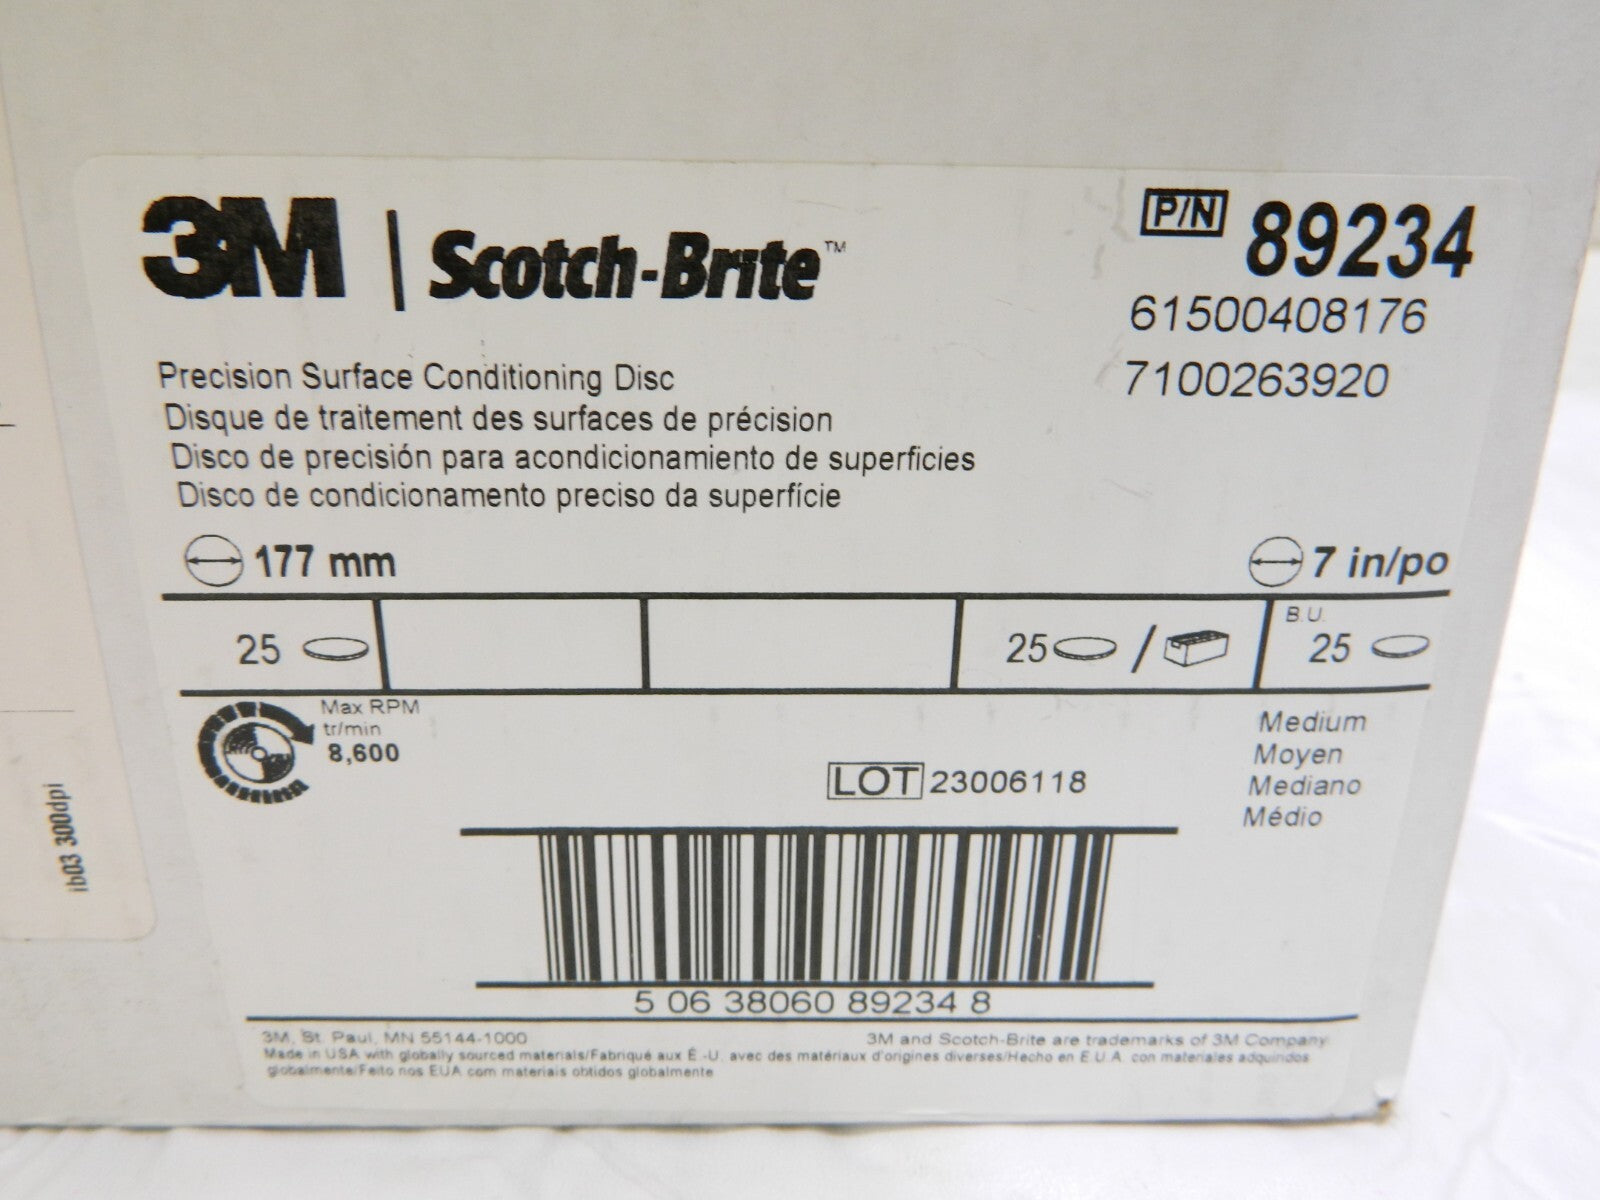 3M | Scotch-Brite™
P/N 89234
61500408176
7100263920
Precision Surface Conditioning Disc
Disque de traitement des surfaces de précision
Disco de precisión para acondicionamiento de superficies
Disco de condicionamento preciso da superfície
177 mm
7 in/po
25
25 /
B.U.
25
Max RPM
tr/min
8,600
LOT 23006118
Medium
Moyen
Mediano
Médio
5 06 38060 89234 8
3M, St. Paul, MN 55144-1000
3M and Scotch-Brite are trademarks of 3M Company
Made in USA with globally sourced materials/Fabriqué aux É.-U. avec des matériaux d'origines diverses/Hecho en E.U.A. con materiales adquiridos
globalmente/Feito nos EUA com materiais obtidos globalmente
ib03 300dpi